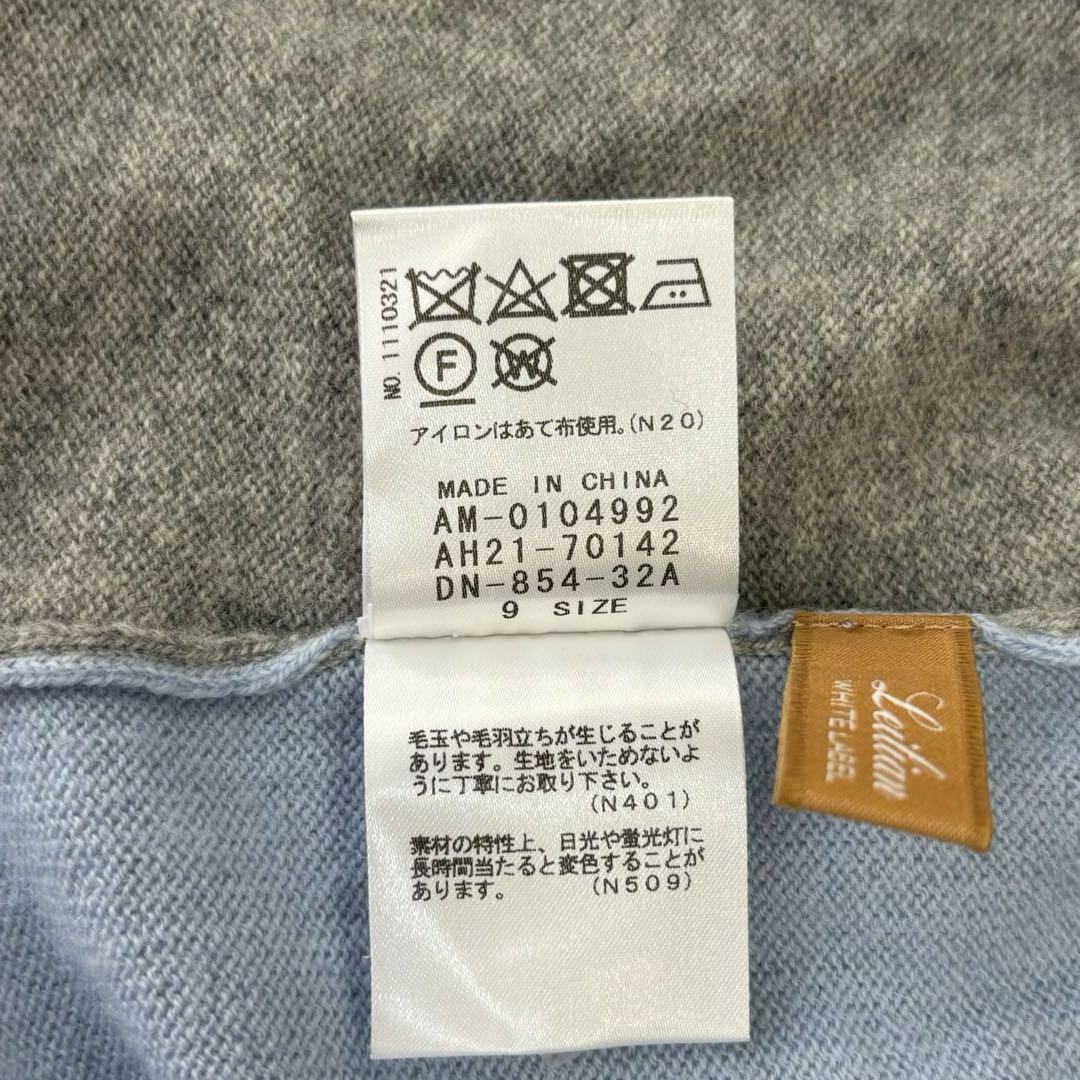 NO. 1110321
F
W
アイロンはあて布使用。(N20)
MADE IN CHINA
AM-0104992
AH21-70142
DN-854-32A
9 SIZE
毛玉や毛羽立ちが生じることが
あります。生地をいためないよ
うに丁寧にお取り下さい。
(N401)
素材の特性上、日光や蛍光灯に
長時間当たると変色することが
あります。 (N509)
Leilian
WHITE LABEL